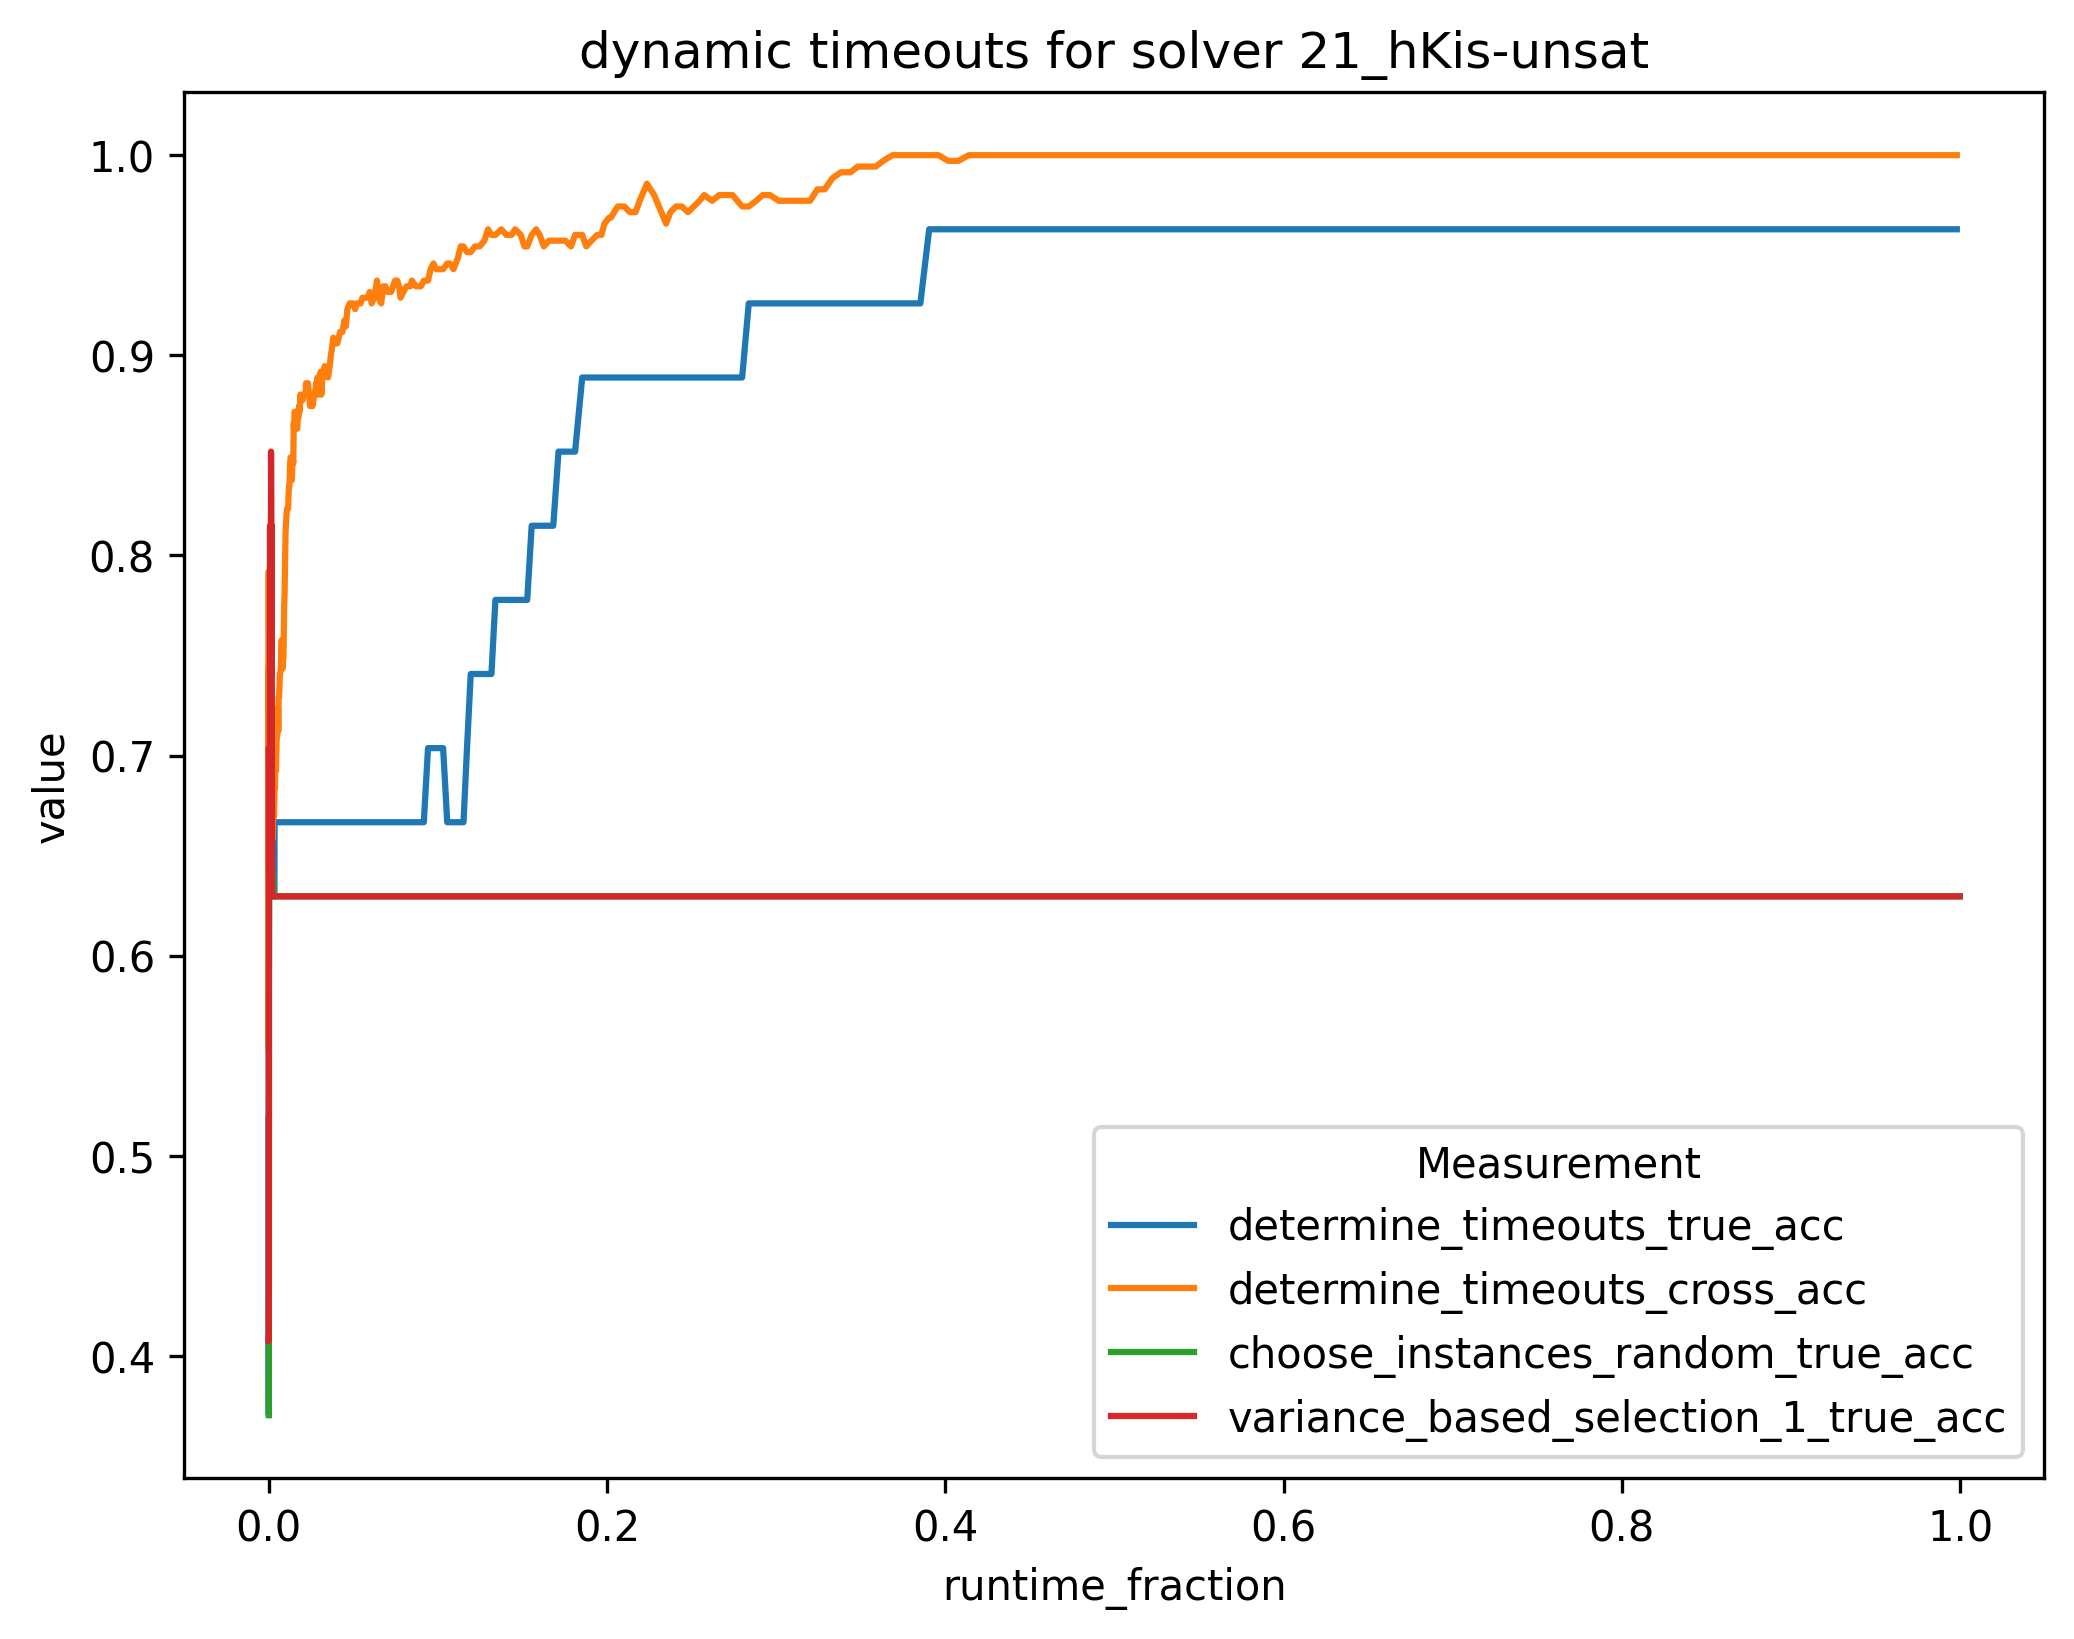 dynamic timeouts for solver 21_hKis-unsat
1.0
0.9
0.8
0.7
0.6
0.5
0.4
value
Measurement
determine_timeouts_true_acc
determine_timeouts_cross_acc
choose_instances_random_true_acc
variance_based_selection_1_true_acc
0.0 0.2 0.4 0.6 0.8 1.0
runtime_fraction